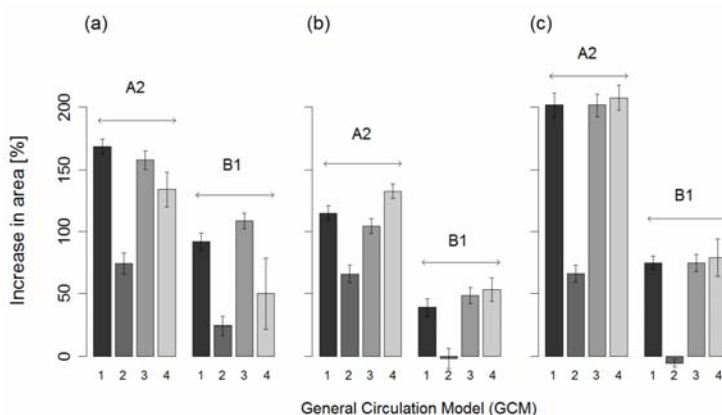 (a)
(b)
(c)
A2
B1
A2
B1
A2
B1
Increase in area [%]
200
150
100
50
0
1 2 3 4 1 2 3 4 1 2 3 4 1 2 3 4 1 2 3 4 1 2 3 4
General Circulation Model (GCM)